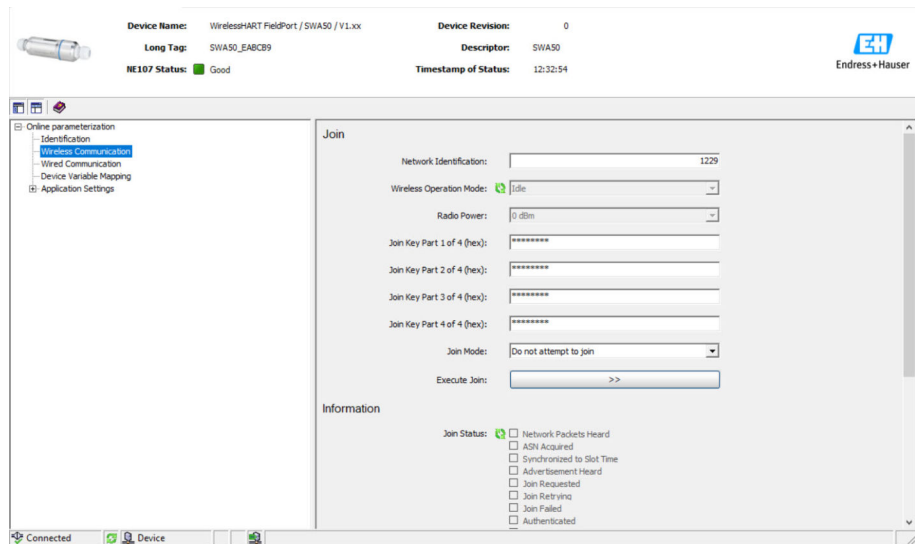 Device Name: WirelessHART FieldPort / SWA50 / V1.xx Device Revision: 0
Long Tag: SWA50_EABCB9 Descriptor: SWA50
NE107 Status: Good Timestamp of Status: 12:32:54
EH
Endress+Hauser
Online parameterization
Identification
Wireless Communication
Wired Communication
Device Variable Mapping
Application Settings
Join
Network Identification: 1229
Wireless Operation Mode: Idle
Radio Power: 0 dBm
Join Key Part 1 of 4 (hex): ********
Join Key Part 2 of 4 (hex): ********
Join Key Part 3 of 4 (hex): ********
Join Key Part 4 of 4 (hex): ********
Join Mode: Do not attempt to join
Execute Join: >>
Information
Join Status: Network Packets Heard
ASN Acquired
Synchronized to Slot Time
Advertisement Heard
Join Requested
Join Retrying
Join Failed
Authenticated
Connected Device